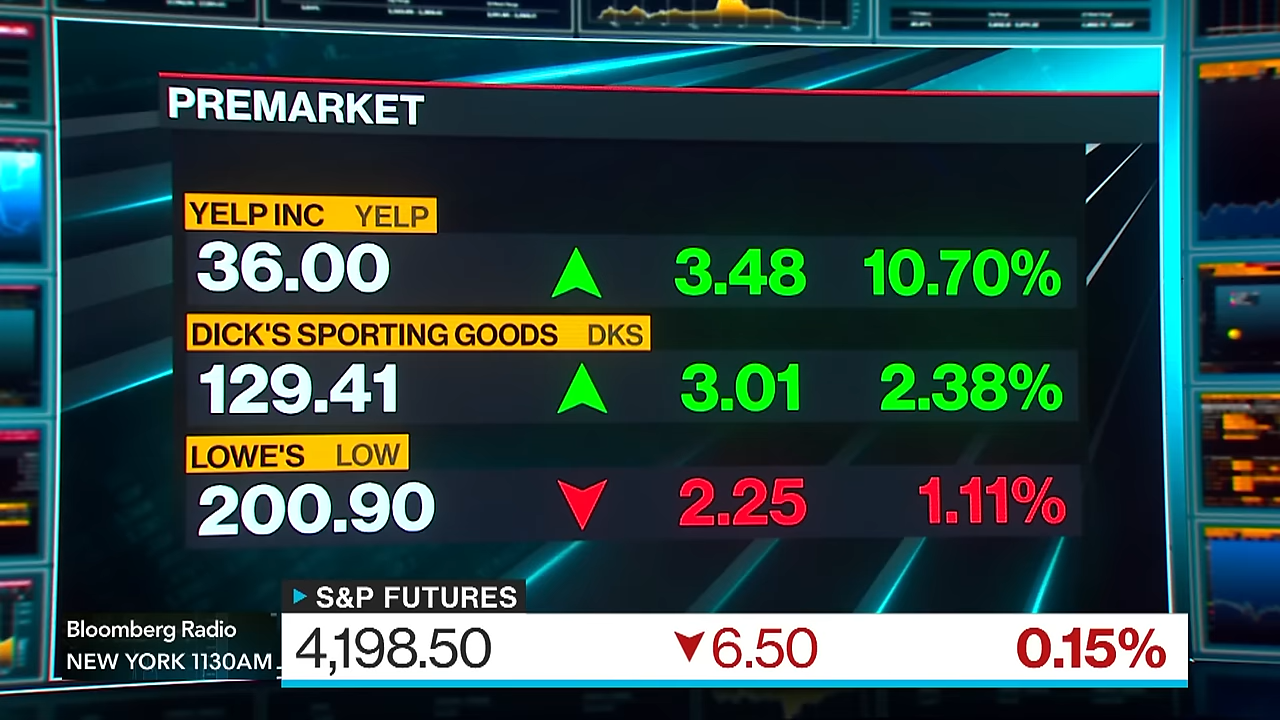 PREMARKET
YELP INC YELP
36.00 ▲ 3.48 10.70%
DICK'S SPORTING GOODS DKS
129.41 ▲ 3.01 2.38%
LOWE'S LOW
200.90 ▼ 2.25 1.11%
S&P FUTURES
Bloomberg Radio
NEW YORK 1130AM
4,198.50 ▼6.50 0.15%